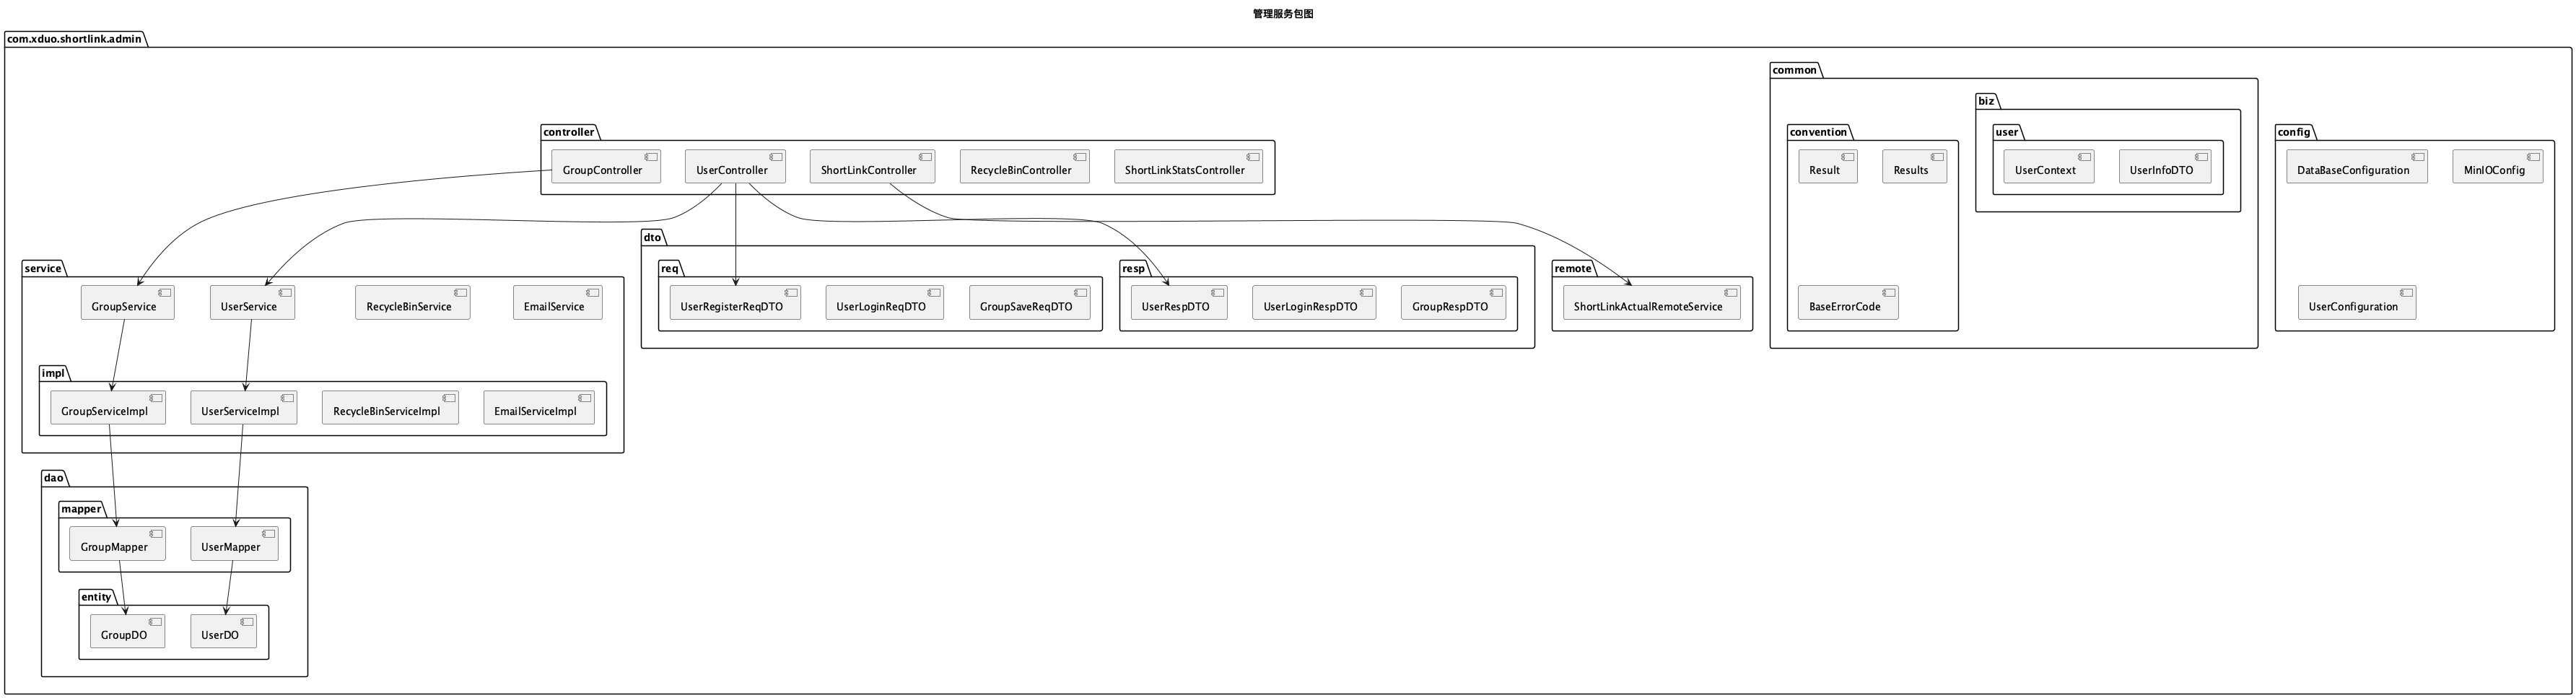 管理服务包图
com.xduo.shortlink.admin
common
biz
controller
convention
user
config
GroupController
UserController
ShortLinkController
RecycleBinController
ShortLinkStatsController
Result
Results
UserContext
UserInfoDTO
DataBaseConfiguration
MinIOConfig
dto
service
req
resp
remote
GroupService
UserService
RecycleBinService
EmailService
UserRegisterReqDTO
UserLoginReqDTO
GroupSaveReqDTO
UserRespDTO
UserLoginRespDTO
GroupRespDTO
ShortLinkActualRemoteService
BaseErrorCode
UserConfiguration
impl
GroupServiceImpl
UserServiceImpl
RecycleBinServiceImpl
EmailServiceImpl
dao
mapper
GroupMapper
UserMapper
entity
GroupDO
UserDO